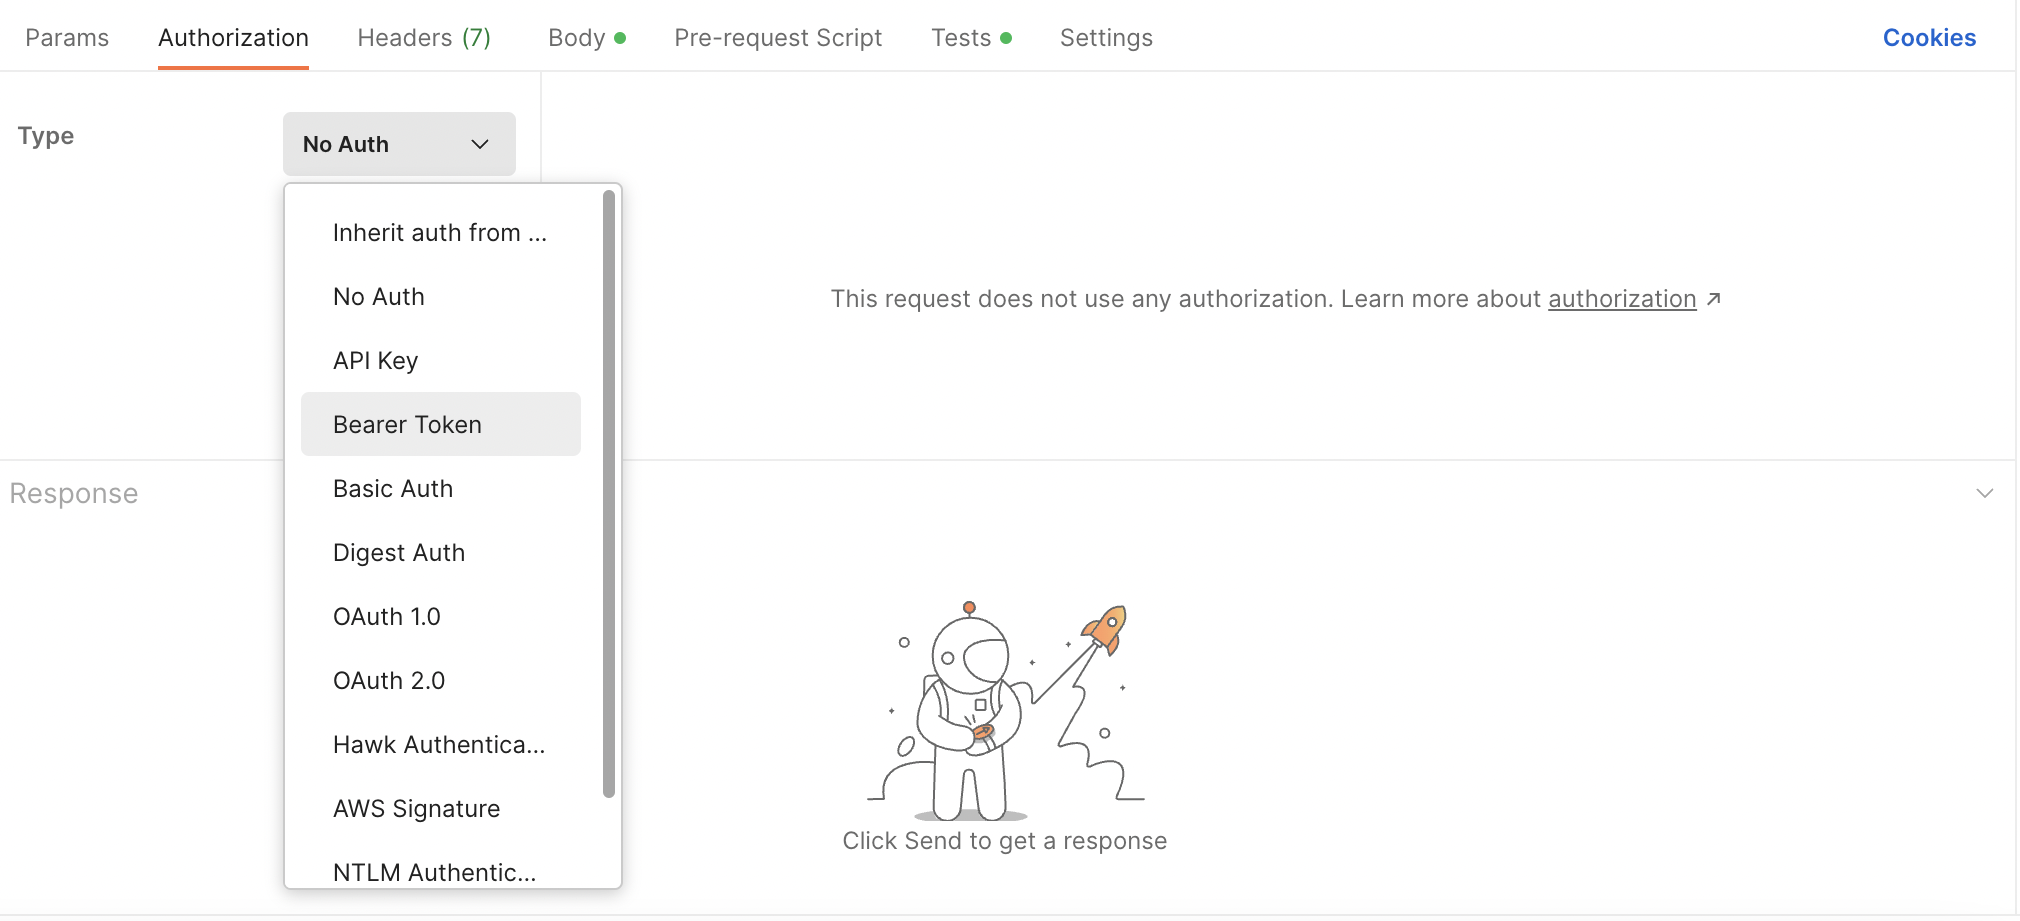 Params Authorization Headers (7) Body Pre-request Script Tests Settings Cookies
Type
No Auth
Inherit auth from ...
No Auth
API Key
Bearer Token
Basic Auth
Digest Auth
OAuth 1.0
OAuth 2.0
Hawk Authentica...
AWS Signature
NTLM Authentic...
This request does not use any authorization. Learn more about authorization ↗
Response
Click Send to get a response